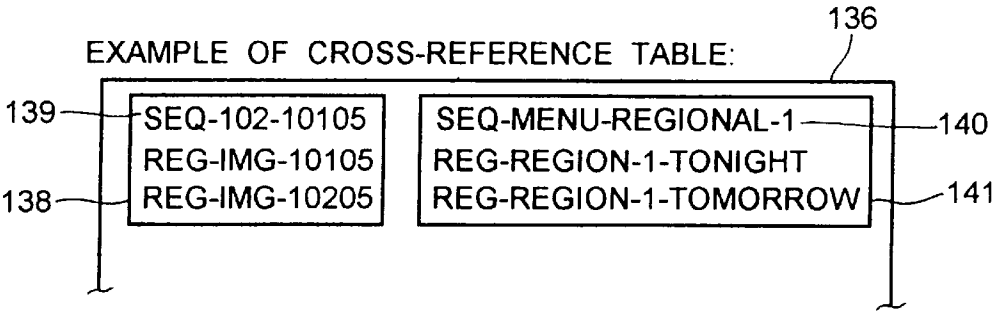 136
EXAMPLE OF CROSS-REFERENCE TABLE:
139 SEQ-102-10105 SEQ-MENU-REGIONAL-1 140
REG-IMG-10105 REG-REGION-1-TONIGHT
138 REG-IMG-10205 REG-REGION-1-TOMORROW 141